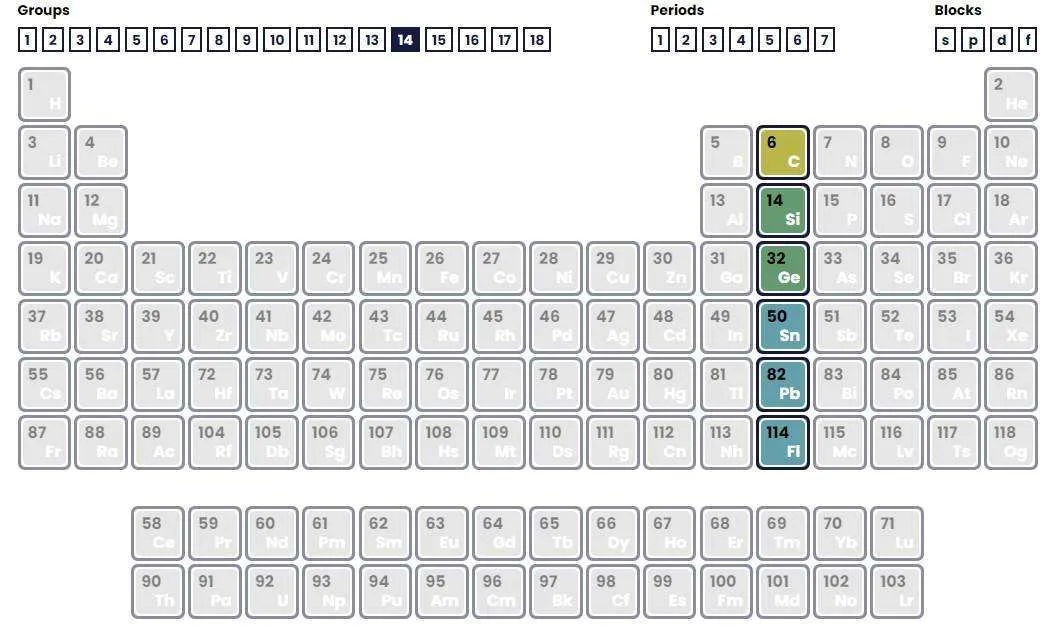 Groups Periods Blocks
1 2 3 4 5 6 7 8 9 10 11 12 13 14 15 16 17 18 1 2 3 4 5 6 7 s p d f
1 H 2 He
3 Li 4 Be 5 B 6 C 7 N 8 O 9 F 10 Ne
11 Na 12 Mg 13 Al 14 Si 15 P 16 S 17 Cl 18 Ar
19 K 20 Ca 21 Sc 22 Ti 23 V 24 Cr 25 Mn 26 Fe 27 Co 28 Ni 29 Cu 30 Zn 31 Ga 32 Ge 33 As 34 Se 35 Br 36 Kr
37 Rb 38 Sr 39 Y 40 Zr 41 Nb 42 Mo 43 Tc 44 Ru 45 Rh 46 Pd 47 Ag 48 Cd 49 In 50 Sn 51 Sb 52 Te 53 I 54 Xe
55 Cs 56 Ba 57 La 72 Hf 73 Ta 74 W 75 Re 76 Os 77 Ir 78 Pt 79 Au 80 Hg 81 Tl 82 Pb 83 Bi 84 Po 85 At 86 Rn
87 Fr 88 Ra 89 Ac 104 Rf 105 Db 106 Sg 107 Bh 108 Hs 109 Mt 110 Ds 111 Rg 112 Cn 113 Nh 114 Fl 115 Mc 116 Lv 117 Ts 118 Og
58 Ce 59 Pr 60 Nd 61 Pm 62 Sm 63 Eu 64 Gd 65 Tb 66 Dy 67 Ho 68 Er 69 Tm 70 Yb 71 Lu
90 Th 91 Pa 92 U 93 Np 94 Pu 95 Am 96 Cm 97 Bk 98 Cf 99 Es 100 Fm 101 Md 102 No 103 Lr